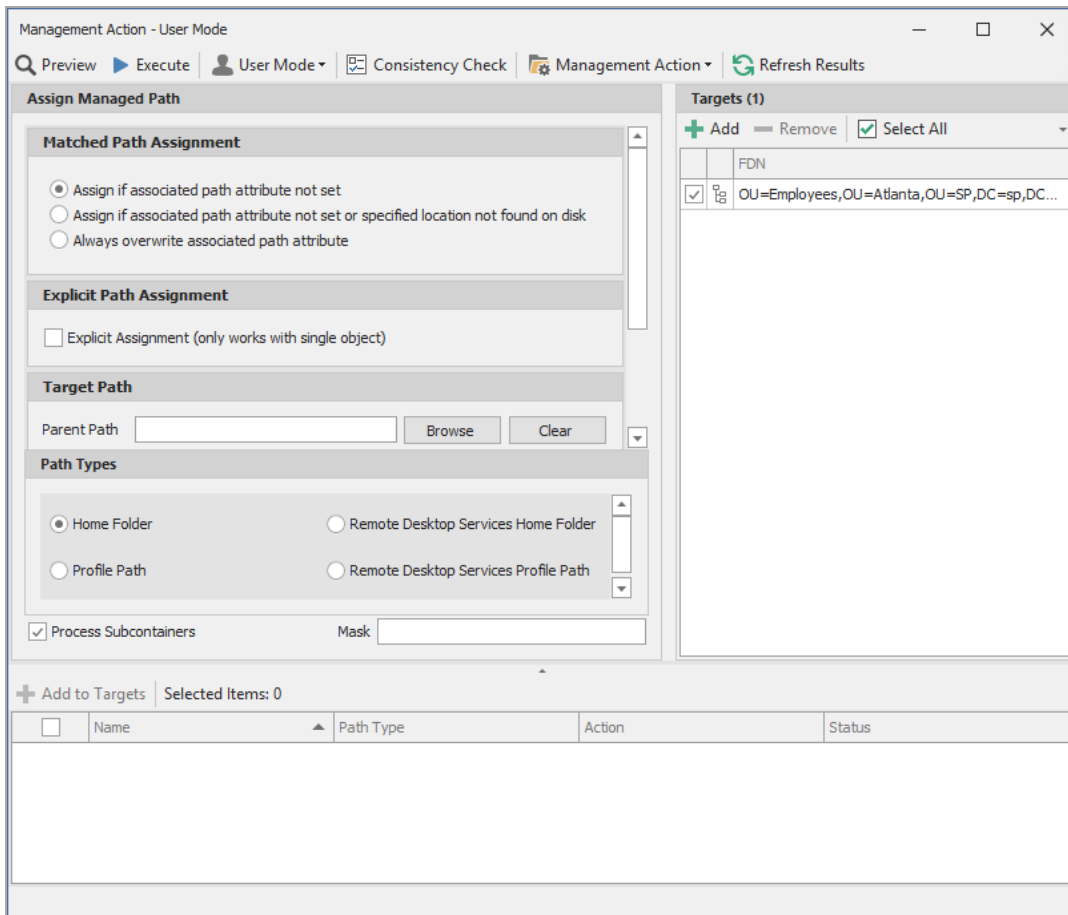 Management Action - User Mode
Preview Execute User Mode Consistency Check Management Action Refresh Results
Assign Managed Path
Matched Path Assignment
Assign if associated path attribute not set
Assign if associated path attribute not set or specified location not found on disk
Always overwrite associated path attribute
Explicit Path Assignment
Explicit Assignment (only works with single object)
Target Path
Parent Path Browse Clear
Path Types
Home Folder Remote Desktop Services Home Folder
Profile Path Remote Desktop Services Profile Path
Process Subcontainers Mask
Targets (1)
Add Remove Select All
FDN
OU=Employees,OU=Atlanta,OU=SP,DC=sp,DC...
Add to Targets Selected Items: 0
Name Path Type Action Status